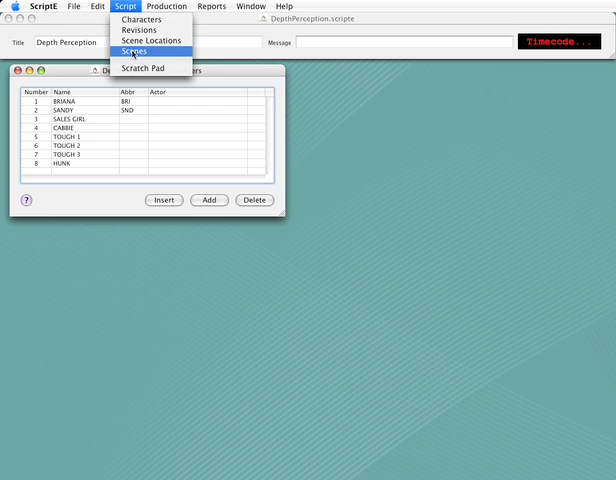 ScriptE File Edit Script Production Reports Window Help
DepthPerception.scripte
Characters
Revisions
Scene Locations
Scenes
Scratch Pad
Title Depth Perception Message Timecode...
Number Name Abbr Actor
1 BRIANA BRI
2 SANDY SND
3 SALES GIRL
4 CABBIE
5 TOUGH 1
6 TOUGH 2
7 TOUGH 3
8 HUNK
? Insert Add Delete